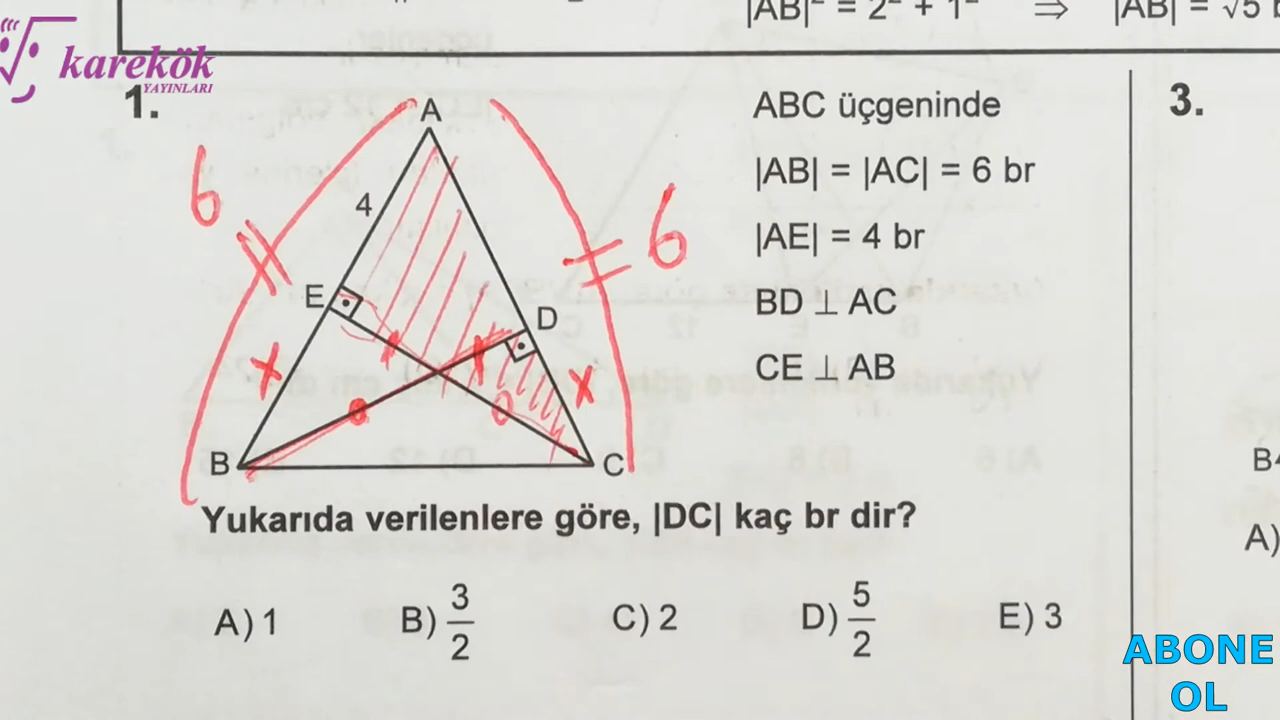 |AB|² = 2² + 1² ⇒ |AB| = √5 b
karekök
YAYINLARI
1.
A
6
4
6
E
D
x
x
x
x
B
C
ABC üçgeninde
|AB| = |AC| = 6 br
|AE| = 4 br
BD ⊥ AC
CE ⊥ AB
Yukarıda verilenlere göre, |DC| kaç br dir?
A) 1 B) 3/2 C) 2 D) 5/2 E) 3
3.
B
A)
ABONE
OL